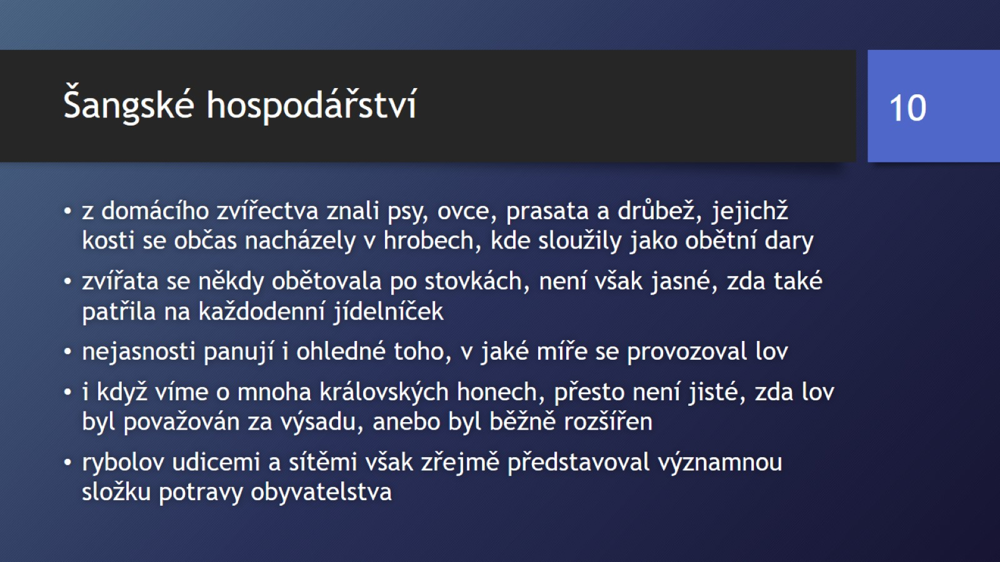 Šangské hospodářství
10
• z domácího zvířectva znali psy, ovce, prasata a drůbež, jejichž
kosti se občas nacházely v hrobech, kde sloužily jako obětní dary
• zvířata se někdy obětovala po stovkách, není však jasné, zda také
patřila na každodenní jídelníček
• nejasnosti panují i ohledné toho, v jaké míře se provozoval lov
• i když víme o mnoha královských honech, přesto není jisté, zda lov
byl považován za výsadu, anebo byl běžně rozšířen
• rybolov udicemi a sítěmi však zřejmě představoval významnou
složku potravy obyvatelstva